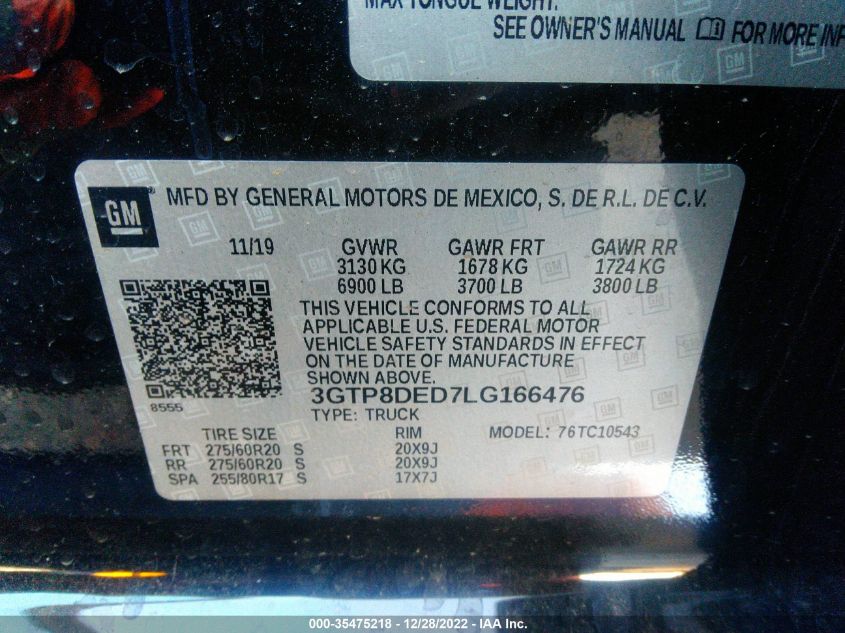 MAX TONGUE WEIGHT:
SEE OWNER'S MANUAL FOR MORE INF
GM
GM MFD BY GENERAL MOTORS DE MEXICO, S. DE R.L. DE C.V.
11/19 GVWR GAWR FRT GAWR RR
3130 KG 1678 KG 1724 KG
6900 LB 3700 LB 3800 LB
THIS VEHICLE CONFORMS TO ALL
APPLICABLE U.S. FEDERAL MOTOR
VEHICLE SAFETY STANDARDS IN EFFECT
ON THE DATE OF MANUFACTURE
SHOWN ABOVE.
8555
3GTP8DED7LG166476
TYPE: TRUCK
TIRE SIZE RIM MODEL: 76TC10543
FRT 275/60R20 S 20X9J
RR 275/60R20 S 20X9J
SPA 255/80R17 S 17X7J
000-35475218 - 12/28/2022 - IAA Inc.